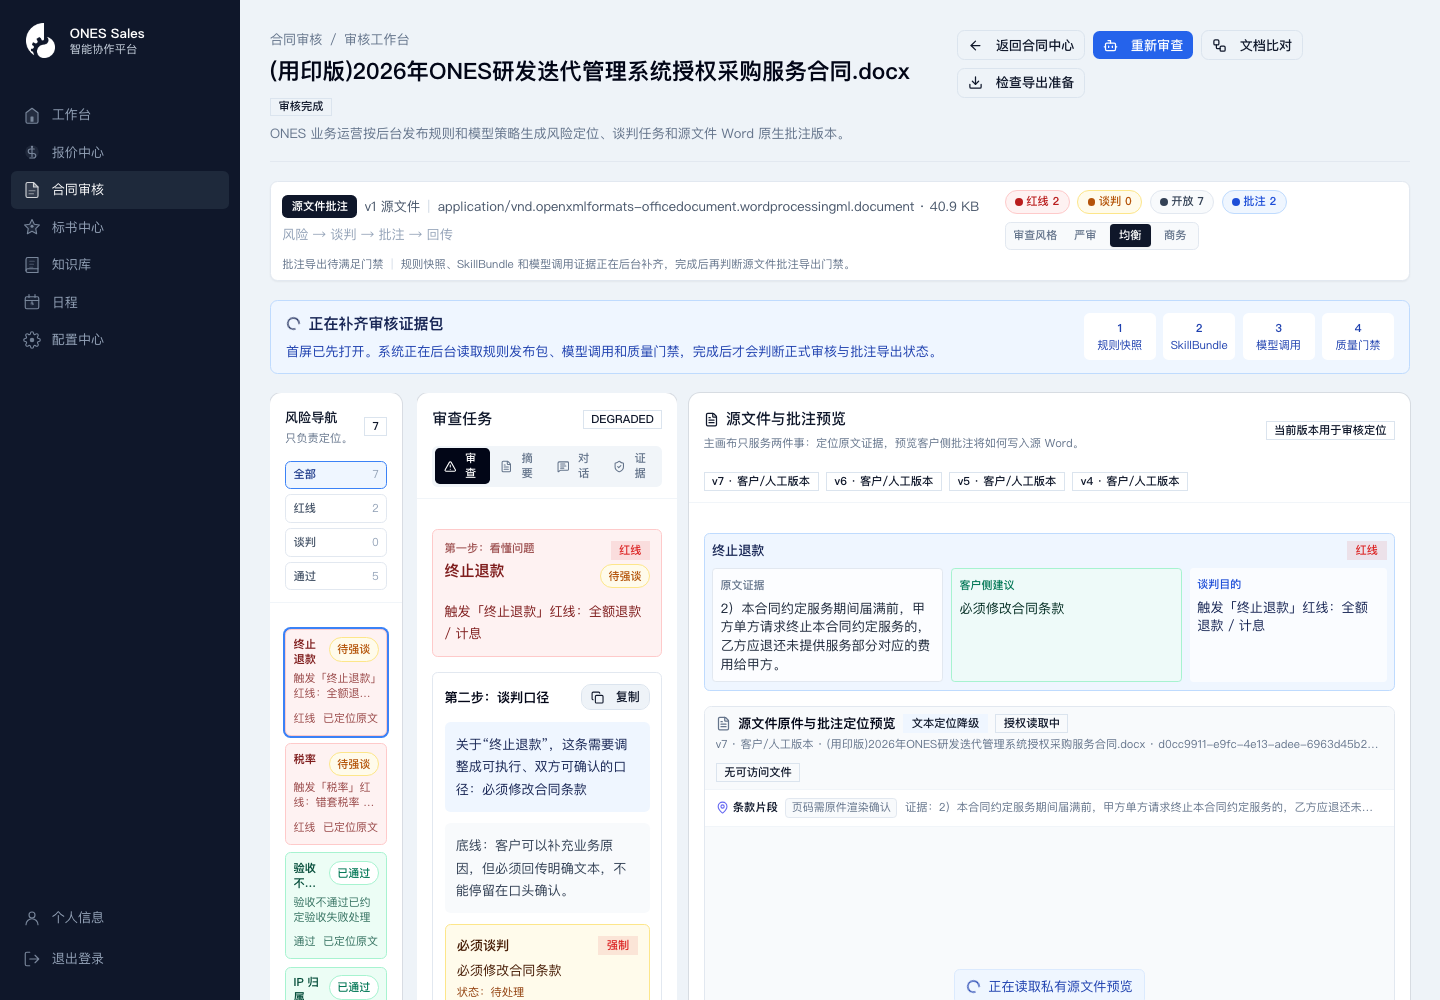 ONES Sales
智能协作平台
工作台
报价中心
合同审核
标书中心
知识库
日程
配置中心
个人信息
退出登录
合同审核 / 审核工作台
(用印版)2026年ONES研发迭代管理系统授权采购服务合同.docx
审核完成
ONES 业务运营按后台发布规则和模型策略生成风险定位、谈判任务和源文件 Word 原生批注版本。
返回合同中心
重新审查
文档比对
检查导出准备
源文件批注 v1 源文件 | application/vnd.openxmlformats-officedocument.wordprocessingml.document · 40.9 KB
风险 → 谈判 → 批注 → 回传
批注导出待满足门禁 | 规则快照、SkillBundle 和模型调用证据正在后台补齐，完成后再判断源文件批注导出门禁。
红线 2 谈判 0 开放 7 批注 2
审查风格 严审 均衡 商务
正在补齐审核证据包
首屏已先打开。系统正在后台读取规则发布包、模型调用和质量门禁，完成后才会判断正式审核与批注导出状态。
1
规则快照
2
SkillBundle
3
模型调用
4
质量门禁
风险导航
只负责定位。
7
全部 7
红线 2
谈判 0
通过 5
终止
退款
待强谈
触发「终止退款」
红线：全额退...
红线 已定位原文
税率
待强谈
触发「税率」红
线：错套税率 ...
红线 已定位原文
验收
不...
已通过
验收不通过已约
定验收失败处理
通过 已定位原文
IP 归
属
已通过
审查任务
DEGRADED
审
查
摘
要
对
话
证
据
第一步：看懂问题
红线
终止退款
待强谈
触发「终止退款」红线：全额退款
/ 计息
第二步：谈判口径
复制
关于“终止退款”，这条需要调
整成可执行、双方可确认的口
径：必须修改合同条款
底线：客户可以补充业务原
因，但必须回传明确文本，不
能停留在口头确认。
必须谈判
强制
必须修改合同条款
状态：待处理
源文件与批注预览
主画布只服务两件事：定位原文证据，预览客户侧批注将如何写入源 Word。
当前版本用于审核定位
v7 · 客户/人工版本
v6 · 客户/人工版本
v5 · 客户/人工版本
v4 · 客户/人工版本
终止退款
红线
原文证据
2）本合同约定服务期间届满前，甲
方单方请求终止本合同约定服务的，
乙方应退还未提供服务部分对应的费
用给甲方。
客户侧建议
必须修改合同条款
谈判目的
触发「终止退款」红线：全额
退款 / 计息
源文件原件与批注定位预览 文本定位降级 授权读取中
v7 · 客户/人工版本 · (用印版)2026年ONES研发迭代管理系统授权采购服务合同.docx · d0cc9911-e9fc-4e13-adee-6963d45b2...
无可访问文件
条款片段 页码需原件渲染确认 证据：2）本合同约定服务期间届满前，甲方单方请求终止本合同约定服务的，乙方应退还未...
正在读取私有源文件预览